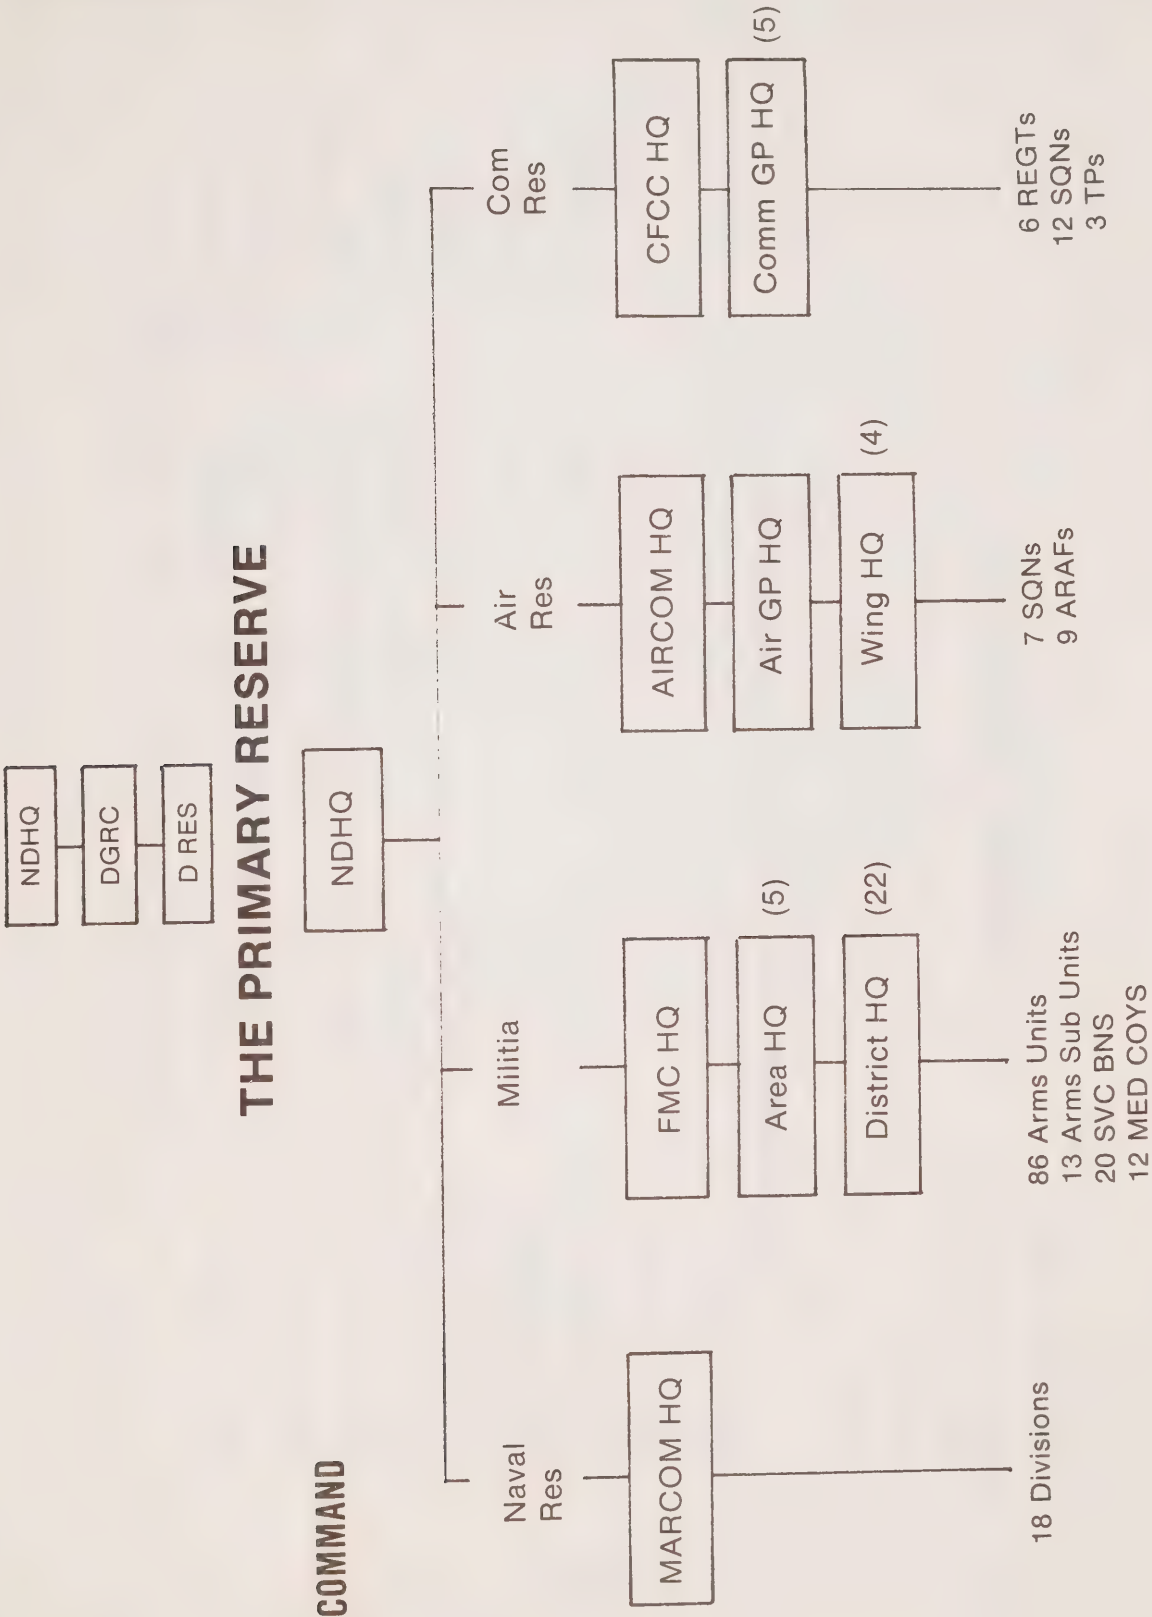 NDHQ
DGRC
D RES
THE PRIMARY RESERVE
COMMAND
NDHQ
Naval
Res
MARCOM HQ
18 Divisions
Militia
FMC HQ
Area HQ (5)
District HQ (22)
86 Arms Units
13 Arms Sub Units
20 SVC BNS
12 MED COYS
Air
Res
AIRCOM HQ
Air GP HQ
Wing HQ (4)
7 SQNs
9 ARAFs
Com
Res
CFCC HQ
Comm GP HQ (5)
6 REGTs
12 SQNs
3 TPs